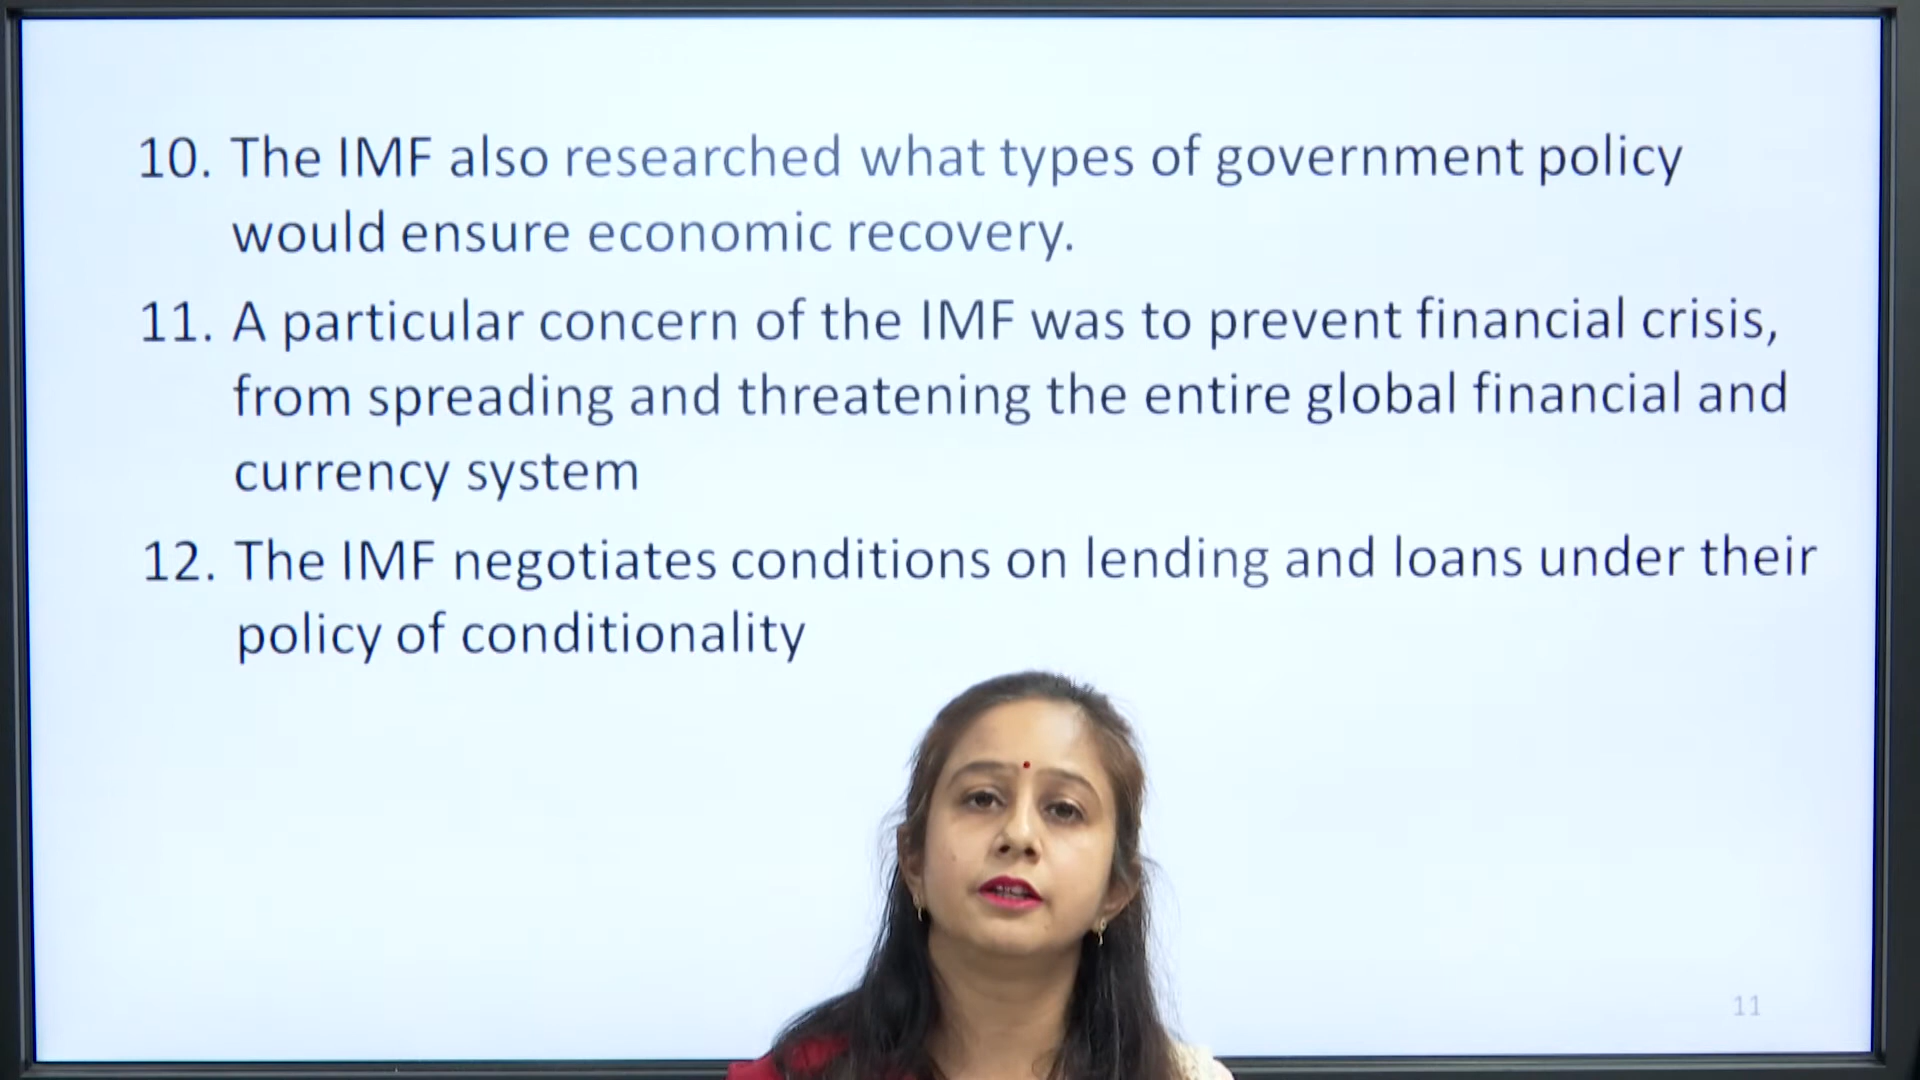 10. The IMF also researched what types of government policy
would ensure economic recovery.
11. A particular concern of the IMF was to prevent financial crisis,
from spreading and threatening the entire global financial and
currency system
12. The IMF negotiates conditions on lending and loans under their
policy of conditionality
11